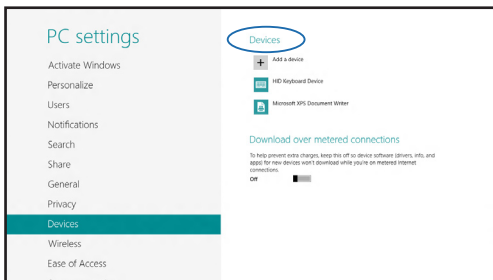 PC settings
Activate Windows
Personalize
Users
Notifications
Search
Share
General
Privacy
Devices
Wireless
Ease of Access
Devices
Add a device
HID Keyboard Device
Microsoft XPS Document Writer
Download over metered connections
To help prevent extra charges, keep this off so device software (drivers, info, and
apps) for new devices won't download while you're on metered Internet
connections.
Off